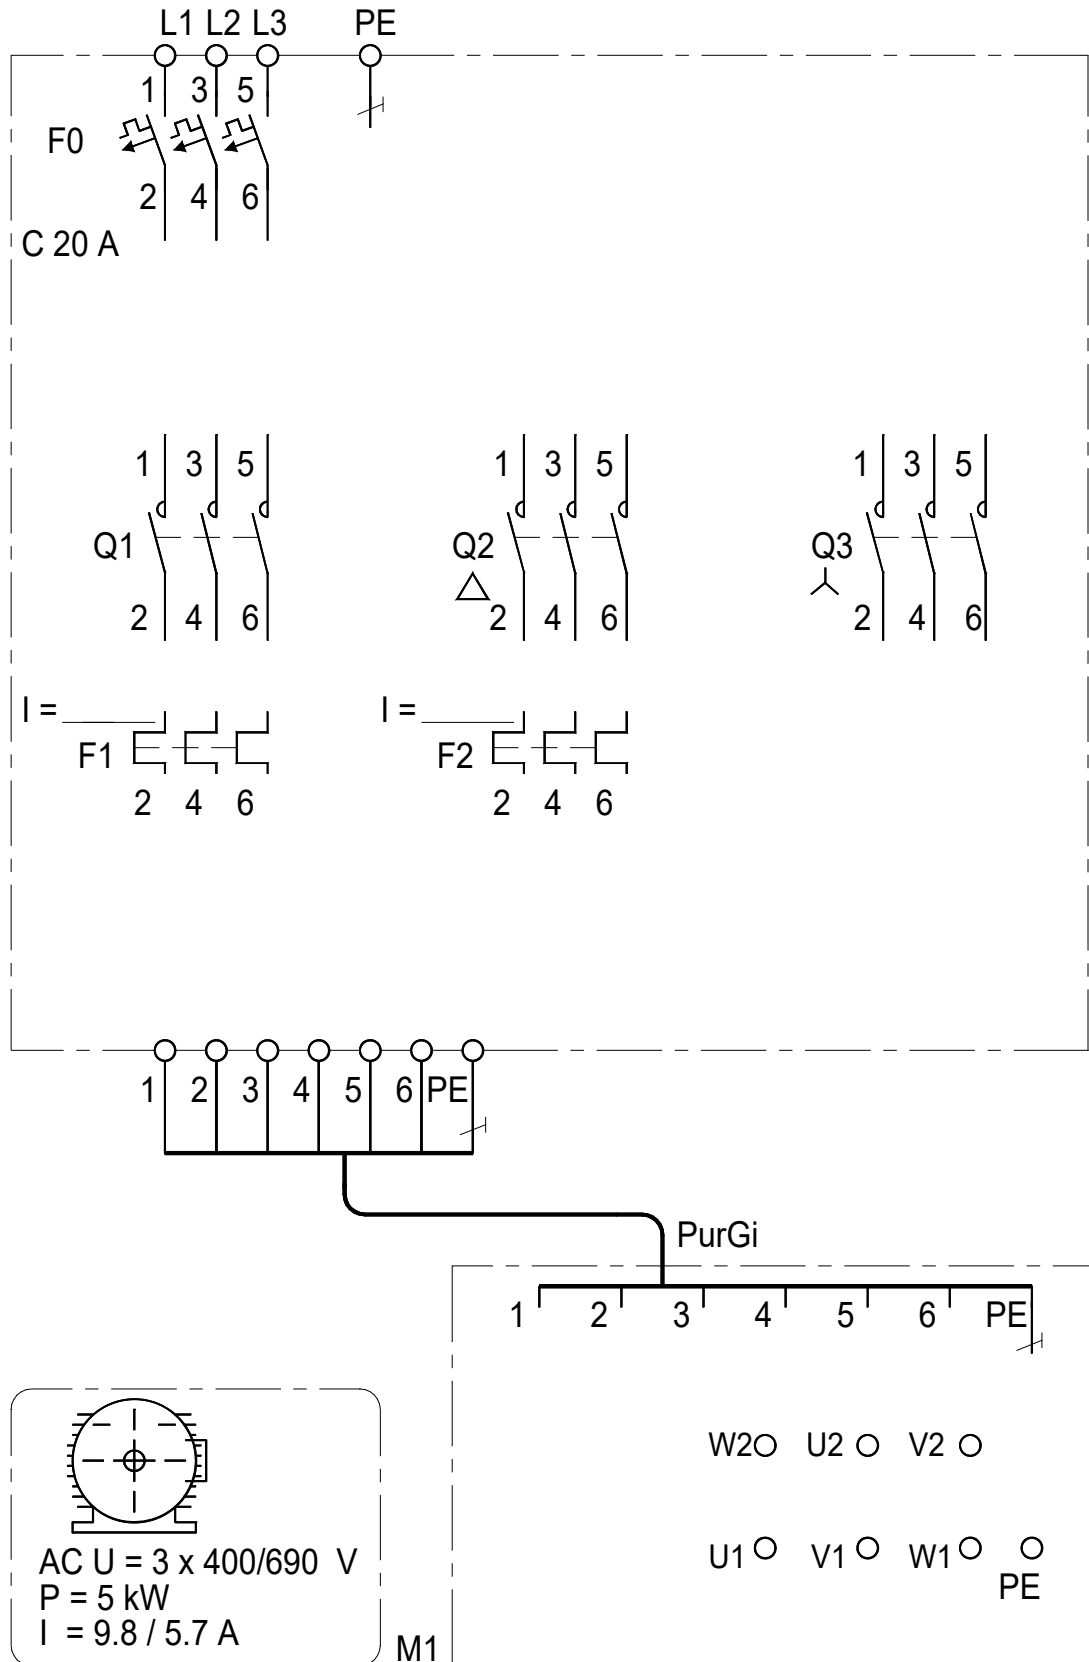 L1 L2 L3 PE
1 3 5
F0
2 4 6
C 20 A
1 3 5 1 3 5 1 3 5
Q1 Q2 Q3
2 4 6 2 4 6 2 4 6
I = ______ I = ______
F1 F2
2 4 6 2 4 6
1 2 3 4 5 6 PE
PurGi
1 2 3 4 5 6 PE
W2 U2 V2
U1 V1 W1
PE
AC U = 3 x 400/690 V
P = 5 kW
I = 9.8 / 5.7 A
M1